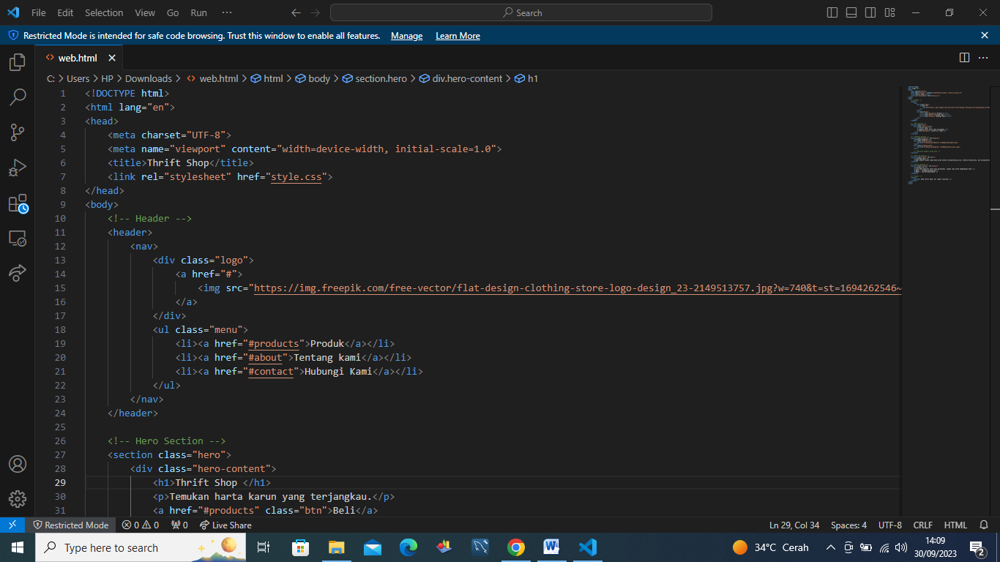 File Edit Selection View Go Run ··· Search
Restricted Mode is intended for safe code browsing. Trust this window to enable all features. Manage Learn More
web.html
C: > Users > HP > Downloads > web.html > html > body > section.hero > div.hero-content > h1
1 <!DOCTYPE html>
2 <html lang="en">
3 <head>
4 <meta charset="UTF-8">
5 <meta name="viewport" content="width=device-width, initial-scale=1.0">
6 <title>Thrift Shop</title>
7 <link rel="stylesheet" href="style.css">
8 </head>
9 <body>
10 <!-- Header -->
11 <header>
12 <nav>
13 <div class="logo">
14 <a href="#">
15 <img src="https://img.freepik.com/free-vector/flat-design-clothing-store-logo-design_23-2149513757.jpg?w=740&t=st=1694262546~
16 </a>
17 </div>
18 <ul class="menu">
19 <li><a href="#products">Produk</a></li>
20 <li><a href="#about">Tentang kami</a></li>
21 <li><a href="#contact">Hubungi Kami</a></li>
22 </ul>
23 </nav>
24 </header>
25
26 <!-- Hero Section -->
27 <section class="hero">
28 <div class="hero-content">
29 <h1>Thrift Shop </h1>
30 <p>Temukan harta karun yang terjangkau.</p>
31 <a href="#products" class="btn">Beli</a>
Restricted Mode 0 0 0 Live Share Ln 29, Col 34 Spaces: 4 UTF-8 CRLF HTML
Type here to search 34°C Cerah 14:09
30/09/2023 2